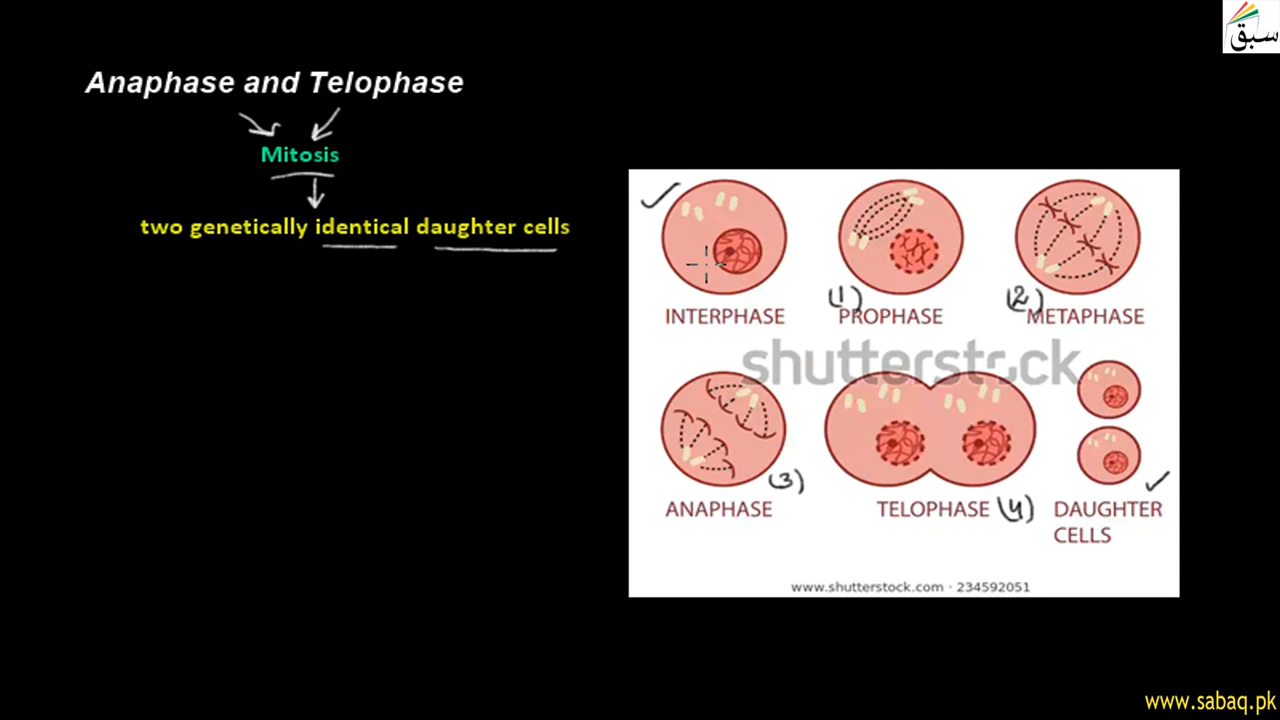 سبق
Anaphase and Telophase
Mitosis
two genetically identical daughter cells
INTERPHASE
(1) PROPHASE
(2) METAPHASE
shutterstock
ANAPHASE (3)
TELOPHASE (4)
DAUGHTER
CELLS
www.shutterstock.com · 234592051
www.sabaq.pk